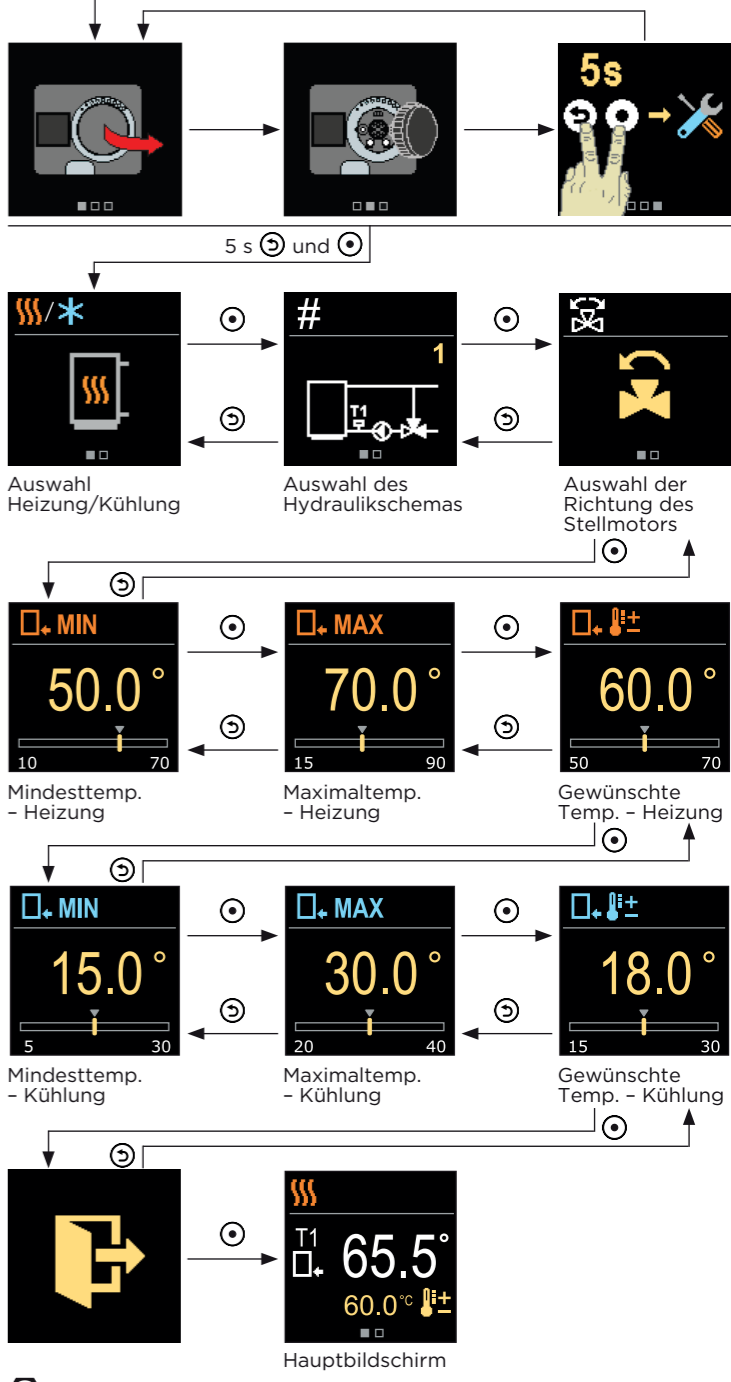 5s
5 s und
/
#
1
T1
Auswahl
Heizung/Kühlung
Auswahl des
Hydraulikschemas
Auswahl der
Richtung des
Stellmotors
MIN
50.0°
10 70
MAX
70.0°
15 90
60.0°
50 70
Mindesttemp.
– Heizung
Maximaltemp.
– Heizung
Gewünschte
Temp. – Heizung
MIN
15.0°
5 30
MAX
30.0°
20 40
18.0°
15 30
Mindesttemp.
– Kühlung
Maximaltemp.
– Kühlung
Gewünschte
Temp. – Kühlung
T1
65.5°
60.0°C
Hauptbildschirm